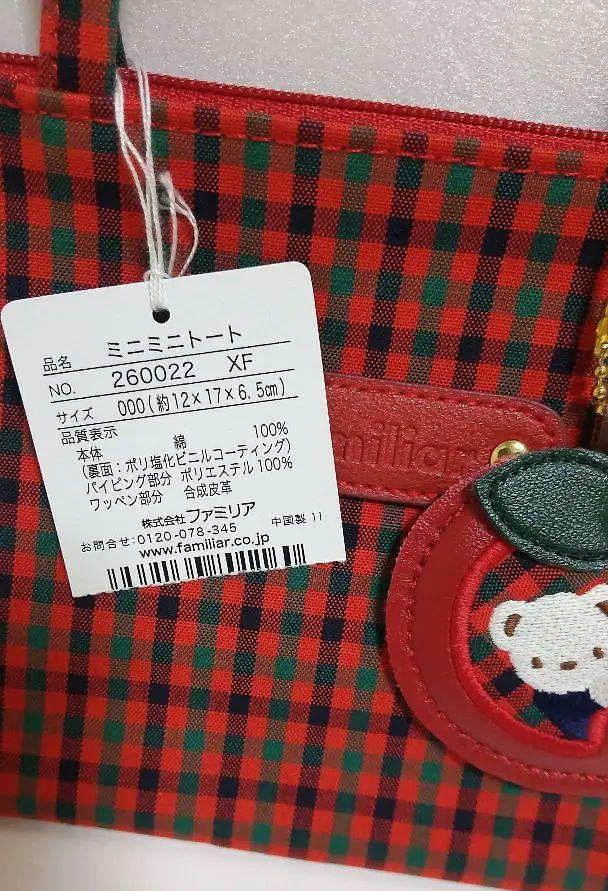 品名 ミニミニトート
NO. 260022 XF
サイズ 000(約12×17×6.5cm)
品質表示
本体 綿 100%
(裏面:ポリ塩化ビニルコーティング)
パイピング部分 ポリエステル100%
ワッペン部分 合成皮革
株式会社ファミリア
お問合せ:0120-078-345 中国製 11
www.familiar.co.jp
miliar